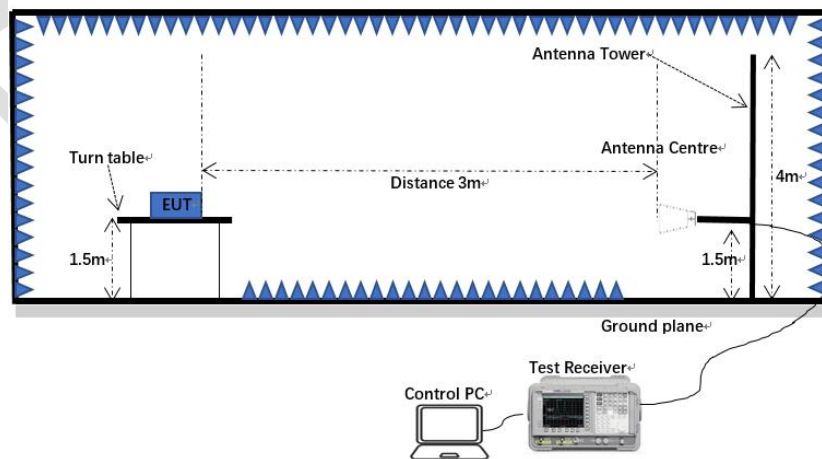 Antenna Tower
Antenna Centre
Turn table
Distance 3m
4m
EUT
1.5m
1.5m
Ground plane
Test Receiver
Control PC